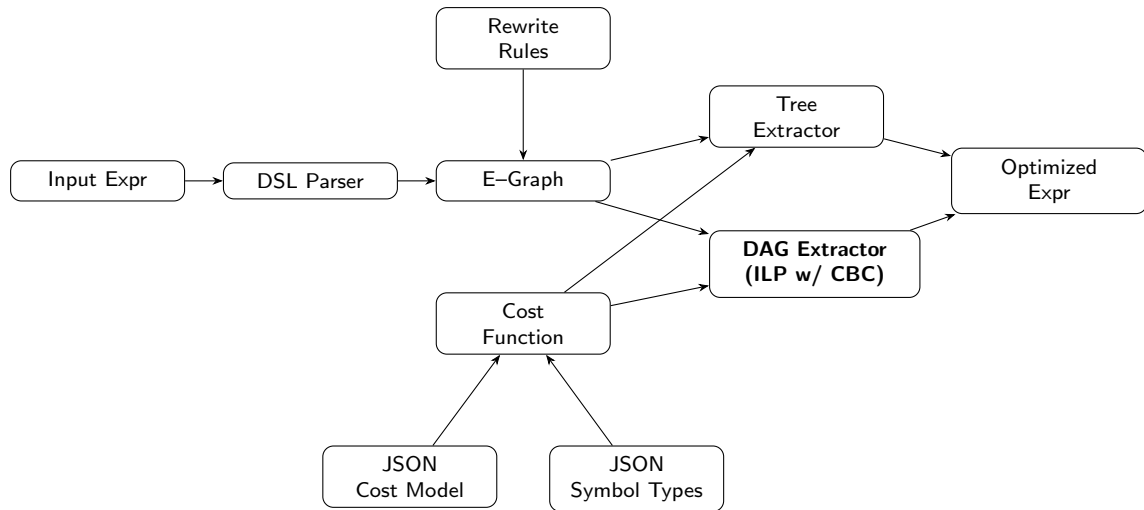 Rewrite
Rules
Tree
Extractor
Input Expr
DSL Parser
E–Graph
Optimized
Expr
DAG Extractor
(ILP w/ CBC)
Cost
Function
JSON
Cost Model
JSON
Symbol Types